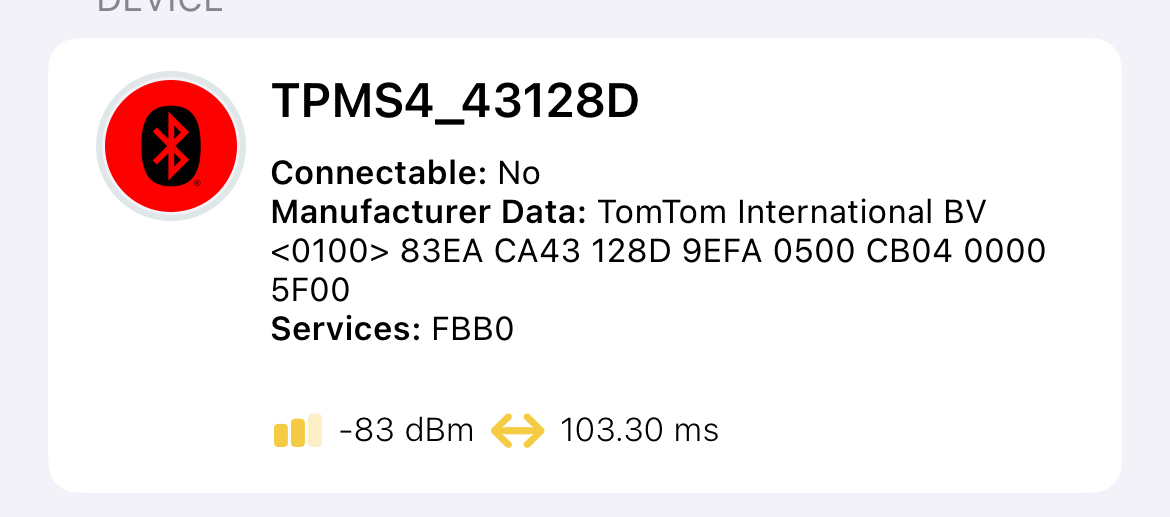 DEVICE
TPMS4_43128D
Connectable: No
Manufacturer Data: TomTom International BV
<0100> 83EA CA43 128D 9EFA 0500 CB04 0000
5F00
Services: FBB0
-83 dBm 103.30 ms